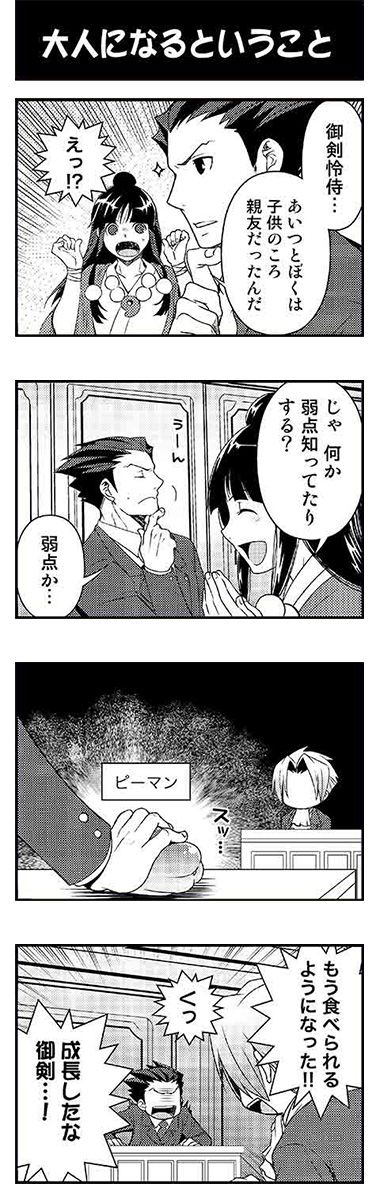 大人になるということ
御剣怜侍…
あいつとぼくは
子供のころ
親友だったんだ
えっ!?
じゃ 何か
弱点知ってたり
する?
うーん
弱点か…
ピーマン
スッ…
もう食べられる
ようになった!!
くっ
成長したな
御剣…!